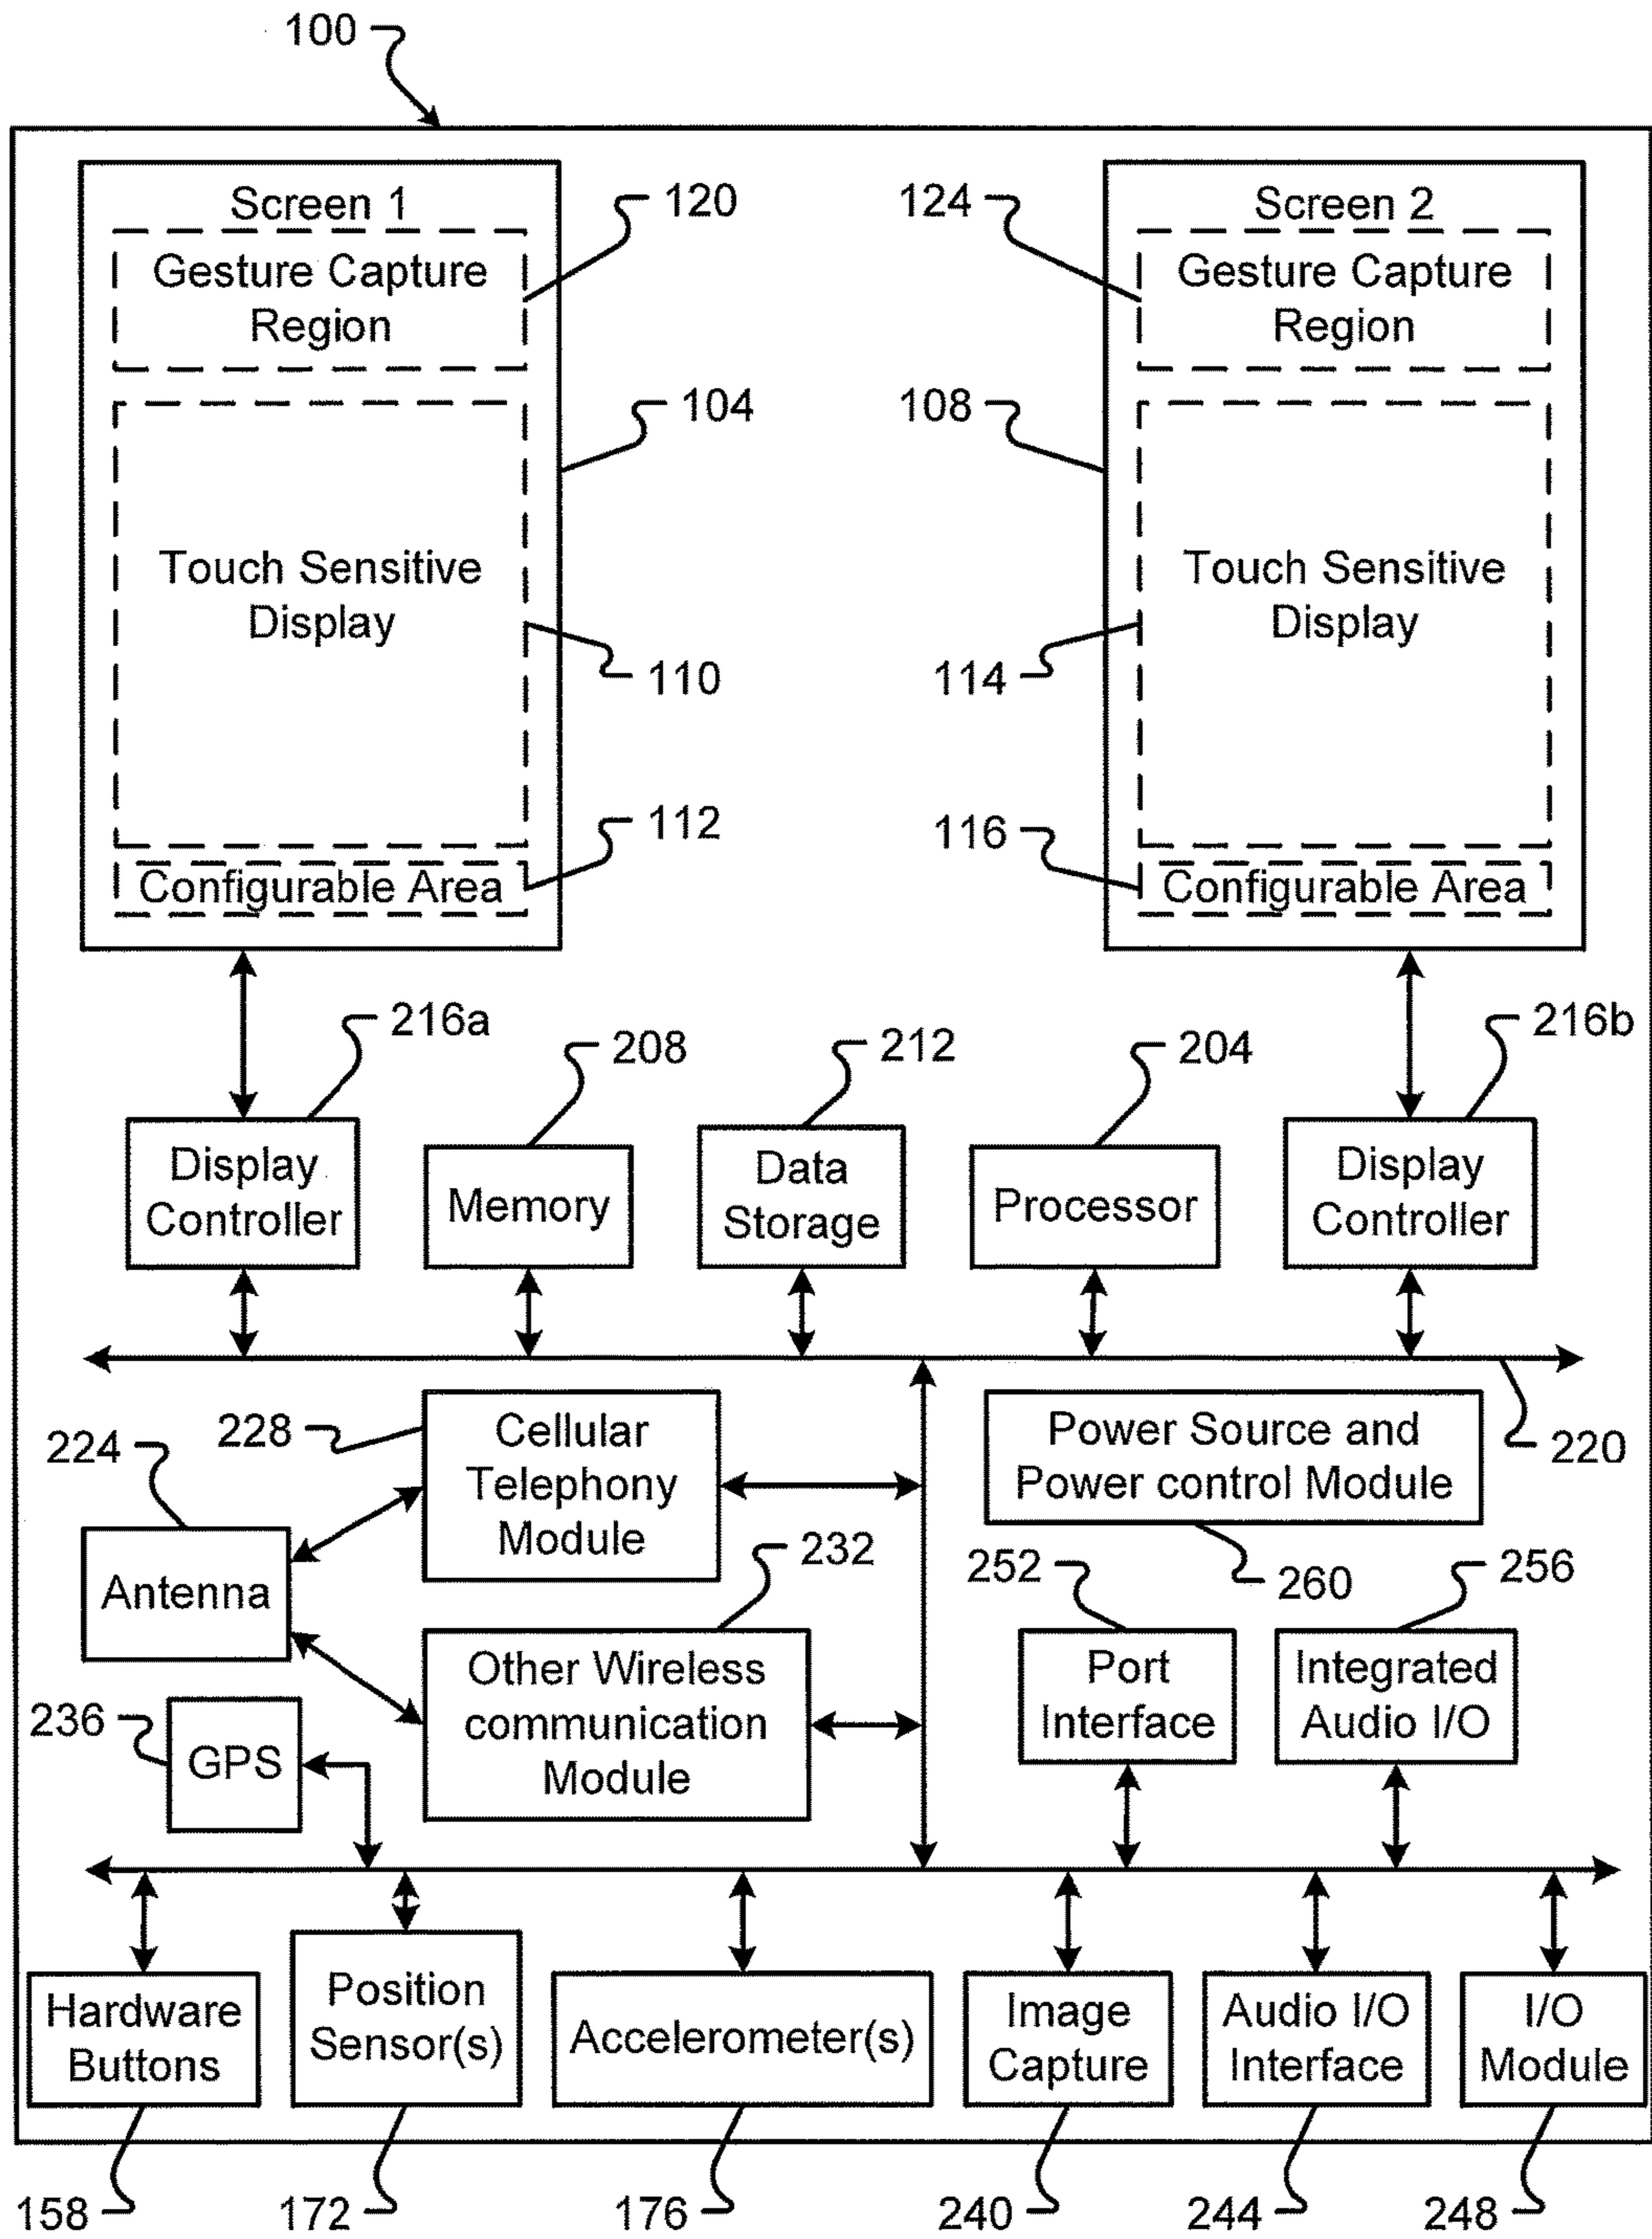 100
Screen 1
120
124
Screen 2
Gesture Capture
Region
Gesture Capture
Region
104
108
Touch Sensitive
Display
Touch Sensitive
Display
110
114
112
116
Configurable Area
Configurable Area
216a
208
212
204
216b
Display
Controller
Memory
Data
Storage
Processor
Display
Controller
228
Cellular
Telephony
Module
Power Source and
Power control Module
220
224
Antenna
232
252
260
256
Other Wireless
communication
Module
Port
Interface
Integrated
Audio I/O
236
GPS
Hardware
Buttons
Position
Sensor(s)
Accelerometer(s)
Image
Capture
Audio I/O
Interface
I/O
Module
158
172
176
240
244
248